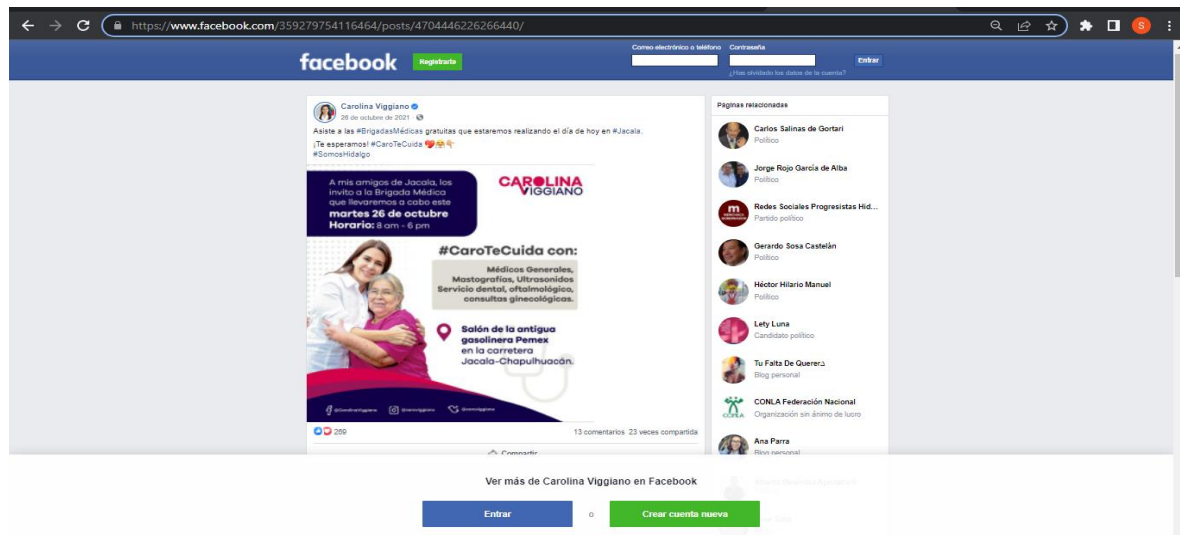 https://www.facebook.com/359279754116464/posts/4704446226266440/
S
facebook
Registrarte
Correo electrónico o teléfono
Contraseña
Entrar
¿Has olvidado los datos de la cuenta?
Carolina Viggiano
26 de octubre de 2021
Asiste a las #BrigadasMédicas gratuitas que estaremos realizando el día de hoy en #Jacala.
¡Te esperamos! #CaroTeCuida
#SomosHidalgo
A mis amigos de Jacala, los
invito a la Brigada Médica
que llevaremos a cabo este
martes 26 de octubre
Horario: 8 am - 6 pm
CAROLINA
VIGGIANO
#CaroTeCuida con:
Médicos Generales,
Mastografías, Ultrasonidos
Servicio dental, oftalmológico,
consultas ginecológicas.
Salón de la antigua
gasolinera Pemex
en la carretera
Jacala-Chapulhuacán.
@CarolinaViggiano
@caroviggiano
@caroviggiano
269
13 comentarios 23 veces compartida
Compartir
Páginas relacionadas
Carlos Salinas de Gortari
Político
Jorge Rojo García de Alba
Político
Redes Sociales Progresistas Hid...
Partido político
Gerardo Sosa Castelán
Político
Héctor Hilario Manuel
Político
Lety Luna
Candidato político
Tu Falta De Querer
Blog personal
CONLA Federación Nacional
Organización sin ánimo de lucro
Ana Parra
Blog personal
Ver más de Carolina Viggiano en Facebook
Entrar
o
Crear cuenta nueva